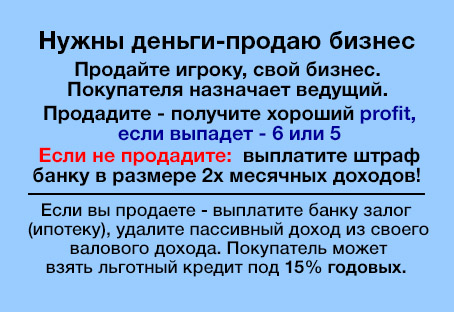 Нужны деньги-продаю бизнес
Продайте игроку, свой бизнес.
Покупателя назначает ведущий.
Продадите - получите хороший profit,
если выпадет - 6 или 5
Если не продадите: выплатите штраф
банку в размере 2х месячных доходов!
Если вы продаете - выплатите банку залог
(ипотеку), удалите пассивный доход из своего
валового дохода. Покупатель может
взять льготный кредит под 15% годовых.